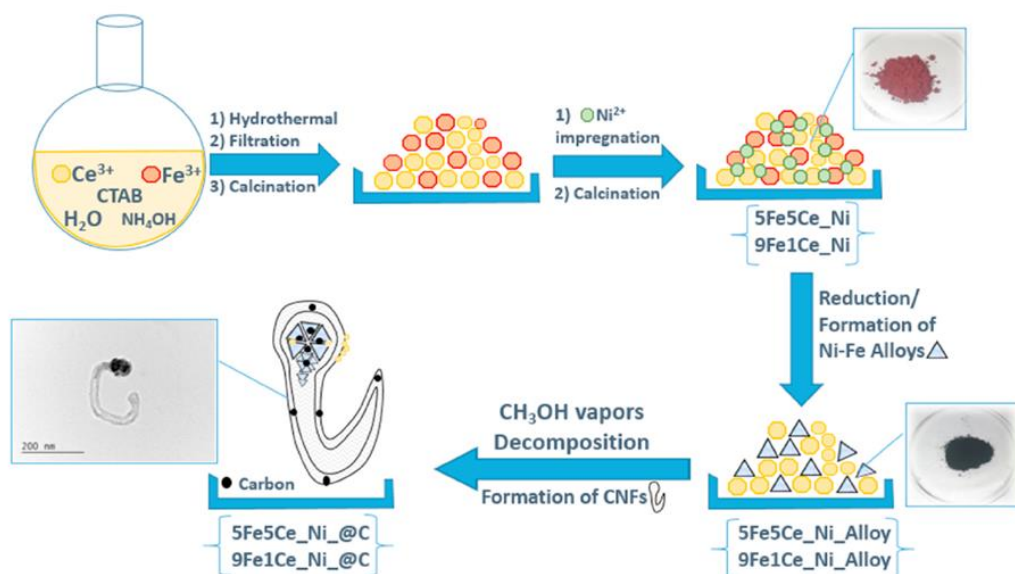 Ce³⁺ Fe³⁺
CTAB
H₂O NH₄OH
1) Hydrothermal
2) Filtration
3) Calcination
1) Ni²⁺
impregnation
2) Calcination
5Fe5Ce_Ni
9Fe1Ce_Ni
Reduction/
Formation of
Ni-Fe Alloys
5Fe5Ce_Ni_Alloy
9Fe1Ce_Ni_Alloy
CH₃OH vapors
Decomposition
Formation of CNFs
Carbon
5Fe5Ce_Ni_@C
9Fe1Ce_Ni_@C
200 nm